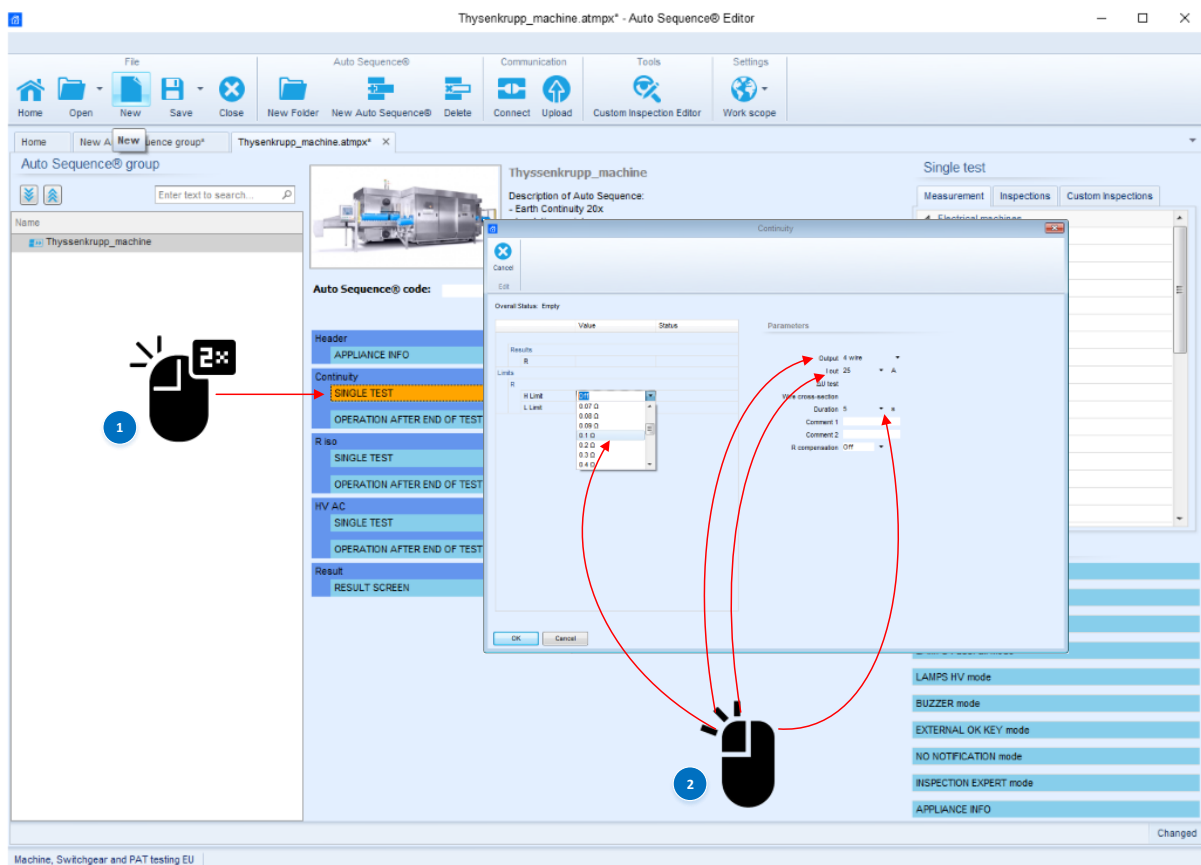 Thysenkrupp_machine.atmpx* - Auto Sequence® Editor
File
Auto Sequence®
Communication
Tools
Settings
Home
Open
New
Save
Close
New Folder
New Auto Sequence®
Delete
Connect
Upload
Custom Inspection Editor
Work scope
Home
New A
New
uence group*
Thysenkrupp_machine.atmpx*
Auto Sequence® group
Enter text to search...
Name
Thyssenkrupp_machine
Thyssenkrupp_machine
Description of Auto Sequence:
- Earth Continuity 20x
Auto Sequence® code:
Header
APPLIANCE INFO
Continuity
SINGLE TEST
OPERATION AFTER END OF TEST
R iso
SINGLE TEST
OPERATION AFTER END OF TEST
HV AC
SINGLE TEST
OPERATION AFTER END OF TEST
Result
RESULT SCREEN
2x
1
Continuity
Cancel
Edit
Overall Status: Empty
Value
Status
Results
R
Limits
R
H Limit
Off
L Limit
0.07 Ω
0.08 Ω
0.09 Ω
0.1 Ω
0.2 Ω
0.3 Ω
0.4 Ω
Parameters
Output 4 wire
I out 25 A
ΔU test
Wire cross-section
Duration 5 s
Comment 1
Comment 2
R compensation Off
OK
Cancel
2
Single test
Measurement
Inspections
Custom Inspections
Electrical machines
LAMPS HV mode
BUZZER mode
EXTERNAL OK KEY mode
NO NOTIFICATION mode
INSPECTION EXPERT mode
APPLIANCE INFO
Changed
Machine, Switchgear and PAT testing EU